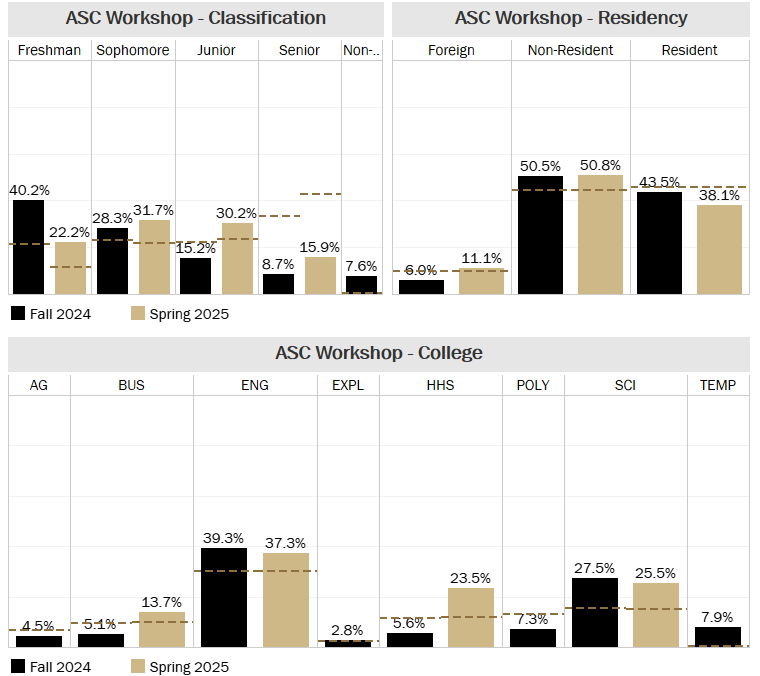 ASC Workshop - Classification
Freshman Sophomore Junior Senior Non-..
40.2% 22.2% 28.3% 31.7% 15.2% 30.2% 8.7% 15.9% 7.6%
Fall 2024 Spring 2025
ASC Workshop - Residency
Foreign Non-Resident Resident
6.0% 11.1% 50.5% 50.8% 43.5% 38.1%
ASC Workshop - College
AG BUS ENG EXPL HHS POLY SCI TEMP
4.5% 5.1% 13.7% 39.3% 37.3% 2.8% 5.6% 23.5% 7.3% 27.5% 25.5% 7.9%
Fall 2024 Spring 2025